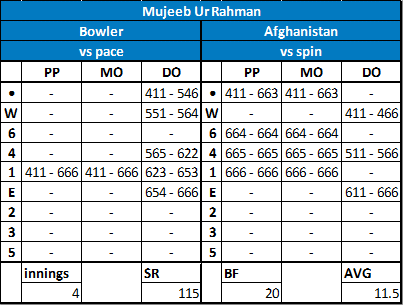 Mujeeb Ur Rahman
Bowler Afghanistan
vs pace vs spin
PP MO DO PP MO DO
• - - 411 - 546 • 411 - 663 411 - 663 -
W - - 551 - 564 W - - 411 - 466
6 - - - 6 664 - 664 664 - 664 -
4 - - 565 - 622 4 665 - 665 665 - 665 511 - 566
1 411 - 666 411 - 666 623 - 653 1 666 - 666 666 - 666 -
E - - 654 - 666 E - - 611 - 666
2 - - - 2 - - -
3 - - - 3 - - -
5 - - - 5 - - -
innings SR BF AVG
4 115 20 11.5